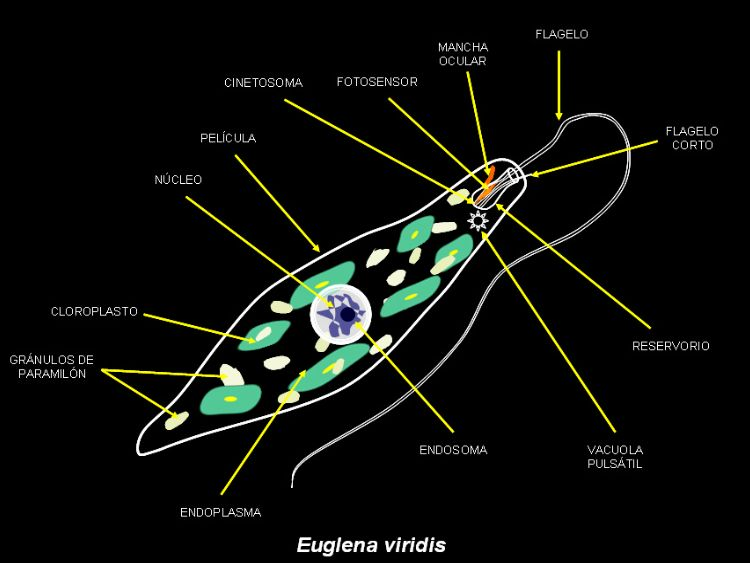 FLAGELO
MANCHA
OCULAR
FOTOSENSOR
CINETOSOMA
FLAGELO
CORTO
PELÍCULA
NÚCLEO
CLOROPLASTO
RESERVORIO
GRÁNULOS DE
PARAMILÓN
ENDOSOMA
VACUOLA
PULSÁTIL
ENDOPLASMA
Euglena viridis